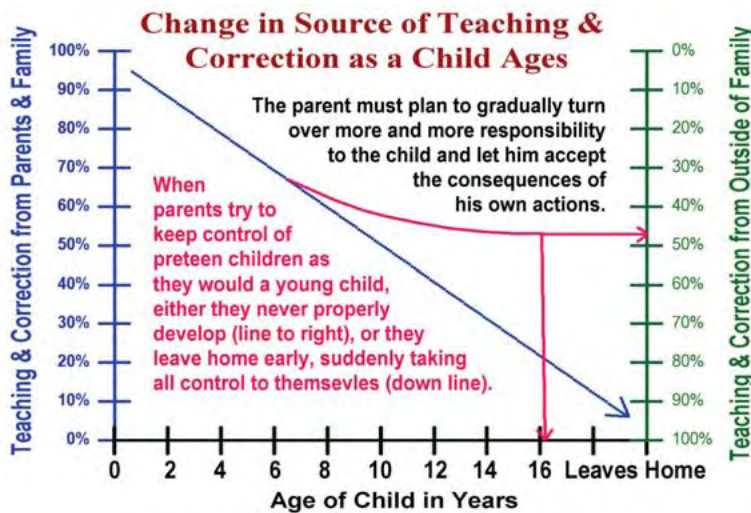 Change in Source of Teaching &
Correction as a Child Ages
Teaching & Correction from Parents & Family
100%
90%
80%
70%
60%
50%
40%
30%
20%
10%
0%
The parent must plan to gradually turn
over more and more responsibility
to the child and let him accept
the consequences of
his own actions.
When
parents try to
keep control of
preteen children as
they would a young child,
either they never properly
develop (line to right), or they
leave home early, suddenly taking
all control to themsevles (down line).
0%
10%
20%
30%
40%
50%
60%
70%
80%
90%
100%
Teaching & Correction from Outside of Family
0 2 4 6 8 10 12 14 16 Leaves Home
Age of Child in Years